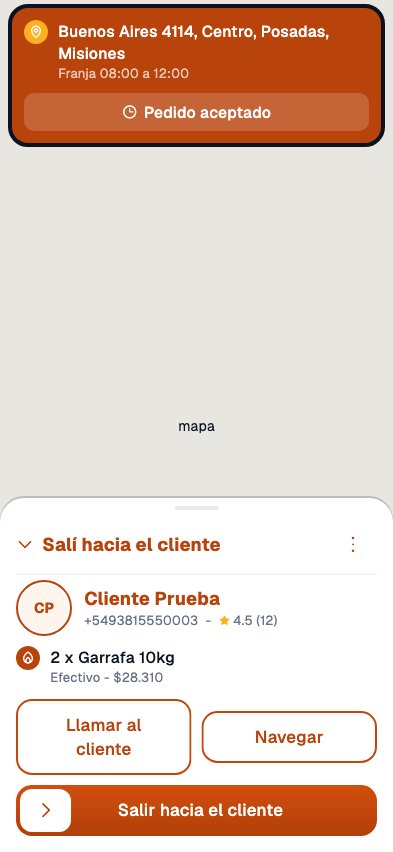 Buenos Aires 4114, Centro, Posadas,
Misiones
Franja 08:00 a 12:00
Pedido aceptado
mapa
Salí hacia el cliente
CP
Cliente Prueba
+5493815550003 - ★ 4.5 (12)
2 x Garrafa 10kg
Efectivo - $28.310
Llamar al
cliente
Navegar
Salir hacia el cliente